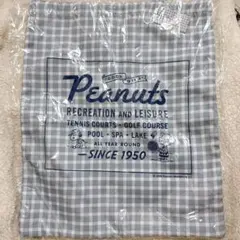 Peanuts
RECREATION AND LEISURE
TENNIS COURTS • GOLF COURSE
POOL • SPA • LAKE
ALL YEAR ROUND
—SINCE 1950—